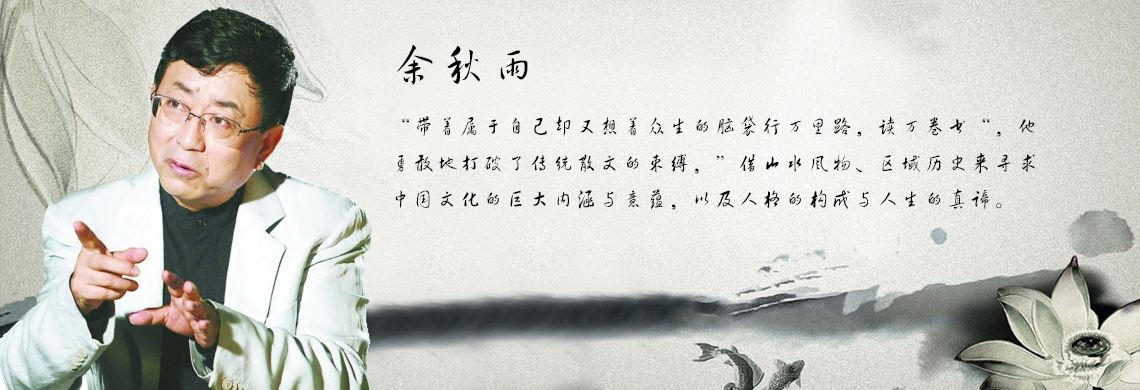 余秋雨
“带着属于自己却又想着众生的脑袋行万里路，读万卷书“，他
勇敢地打破了传统散文的束缚，”借山水风物、区域历史来寻求
中国文化的巨大内涵与意蕴，以及人格的构成与人生的真谛。